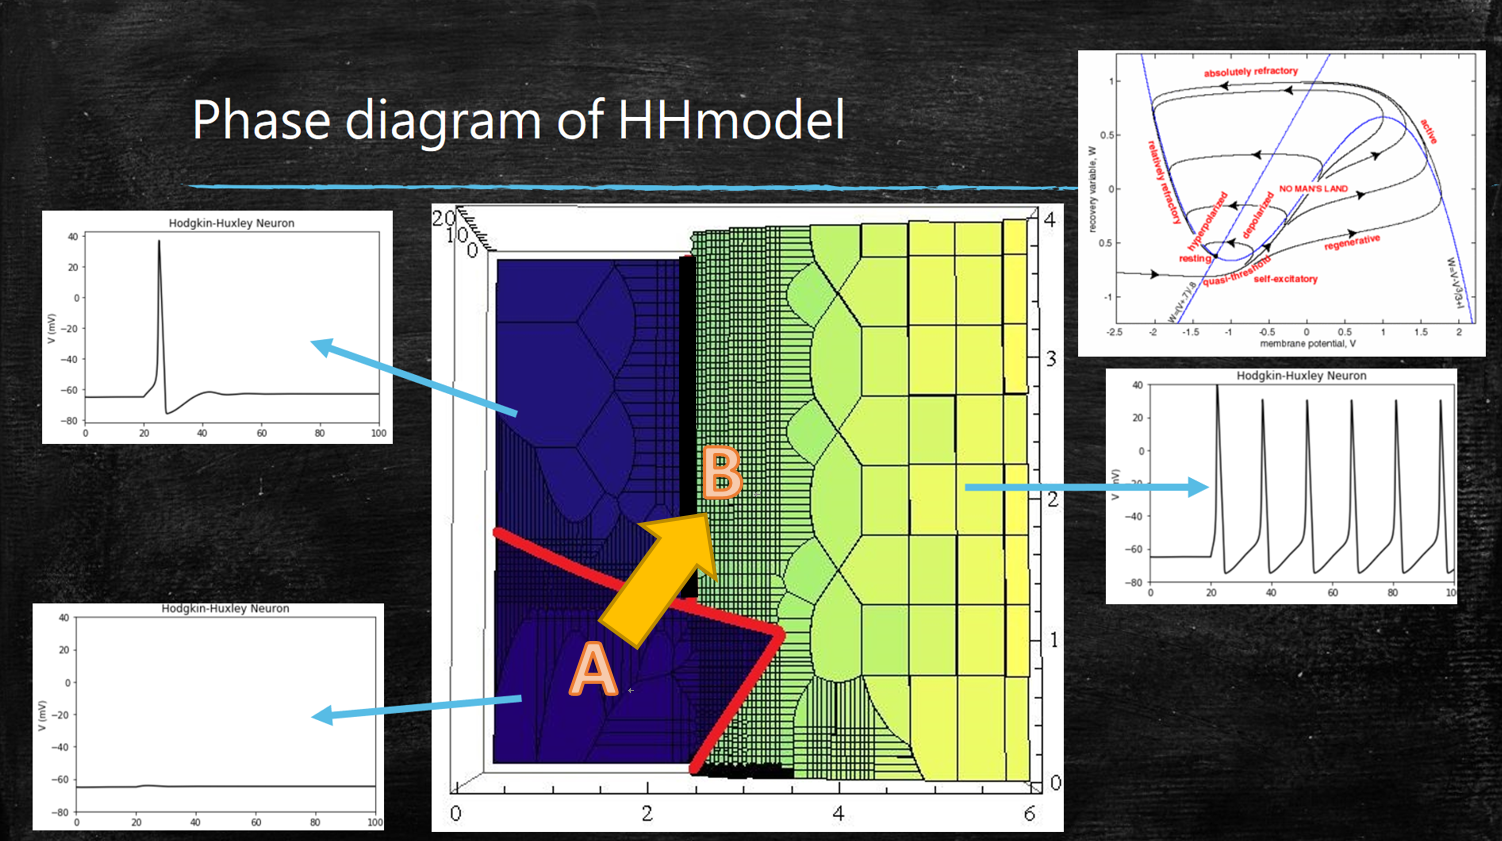 Phase diagram of HHmodel
Hodgkin-Huxley Neuron
V (mV)
40
20
0
−20
−40
−60
−80
0 20 40 60 80 100
Hodgkin-Huxley Neuron
V (mV)
40
20
0
−20
−40
−60
−80
0 20 40 60 80 100
20
10
0
4
3
2
1
0
0 2 4 6
A
B
1
0.5
0
0.5
-1
-2.5 -2 -1.5 -1 -0.5 0 0.5 1 1.5 2
recovery variable, W
membrane potential, V
absolutely refractory
active
relatively refractory
NO MAN'S LAND
hyperpolarized
depolarized
regenerative
resting
quasi-threshold
self-excitatory
W=V-V3/3+I
Hodgkin-Huxley Neuron
V (mV)
40
20
0
−40
−60
−80
0 20 40 60 80 10